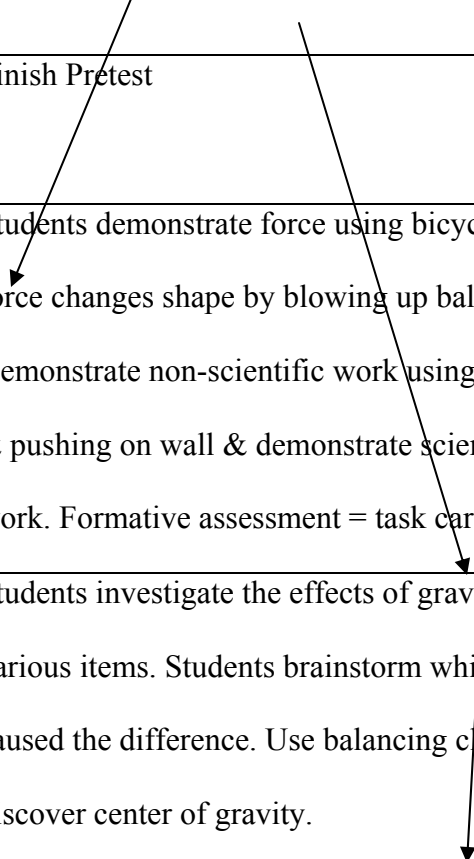 inish Pretest
tudents demonstrate force using bicyc
orce changes shape by blowing up bal
emonstrate non-scientific work using
pushing on wall & demonstrate scien
ork. Formative assessment = task car
tudents investigate the effects of grav
arious items. Students brainstorm whi
aused the difference. Use balancing c
iscover center of gravity.